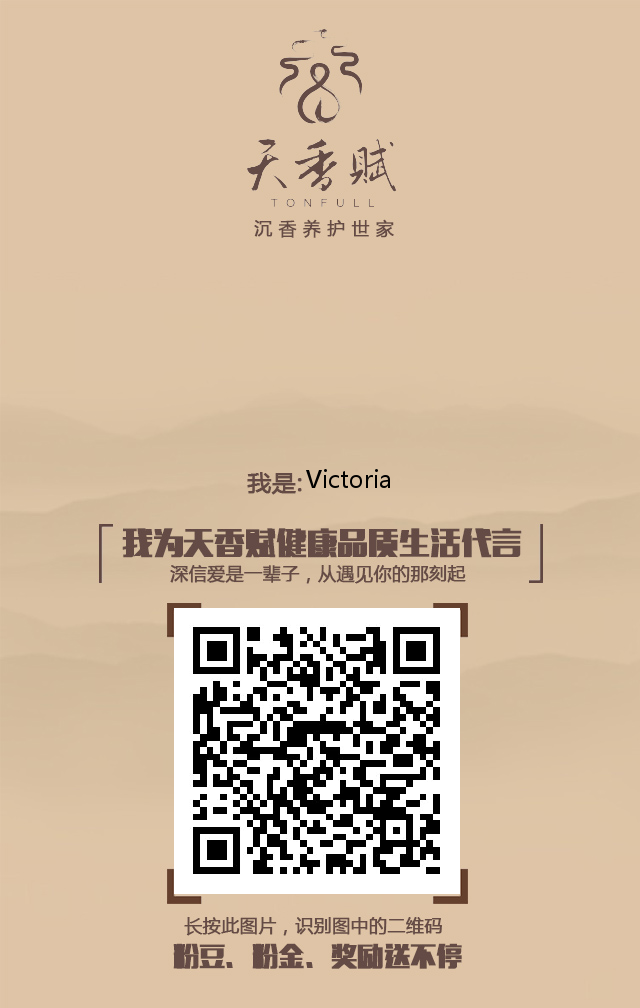 天香赋
TONFULL
沉香养护世家
我是:Victoria
我为天香赋健康品质生活代言
深信爱是一辈子，从遇见你的那刻起
长按此图片，识别图中的二维码
粉豆、粉金、奖励送不停